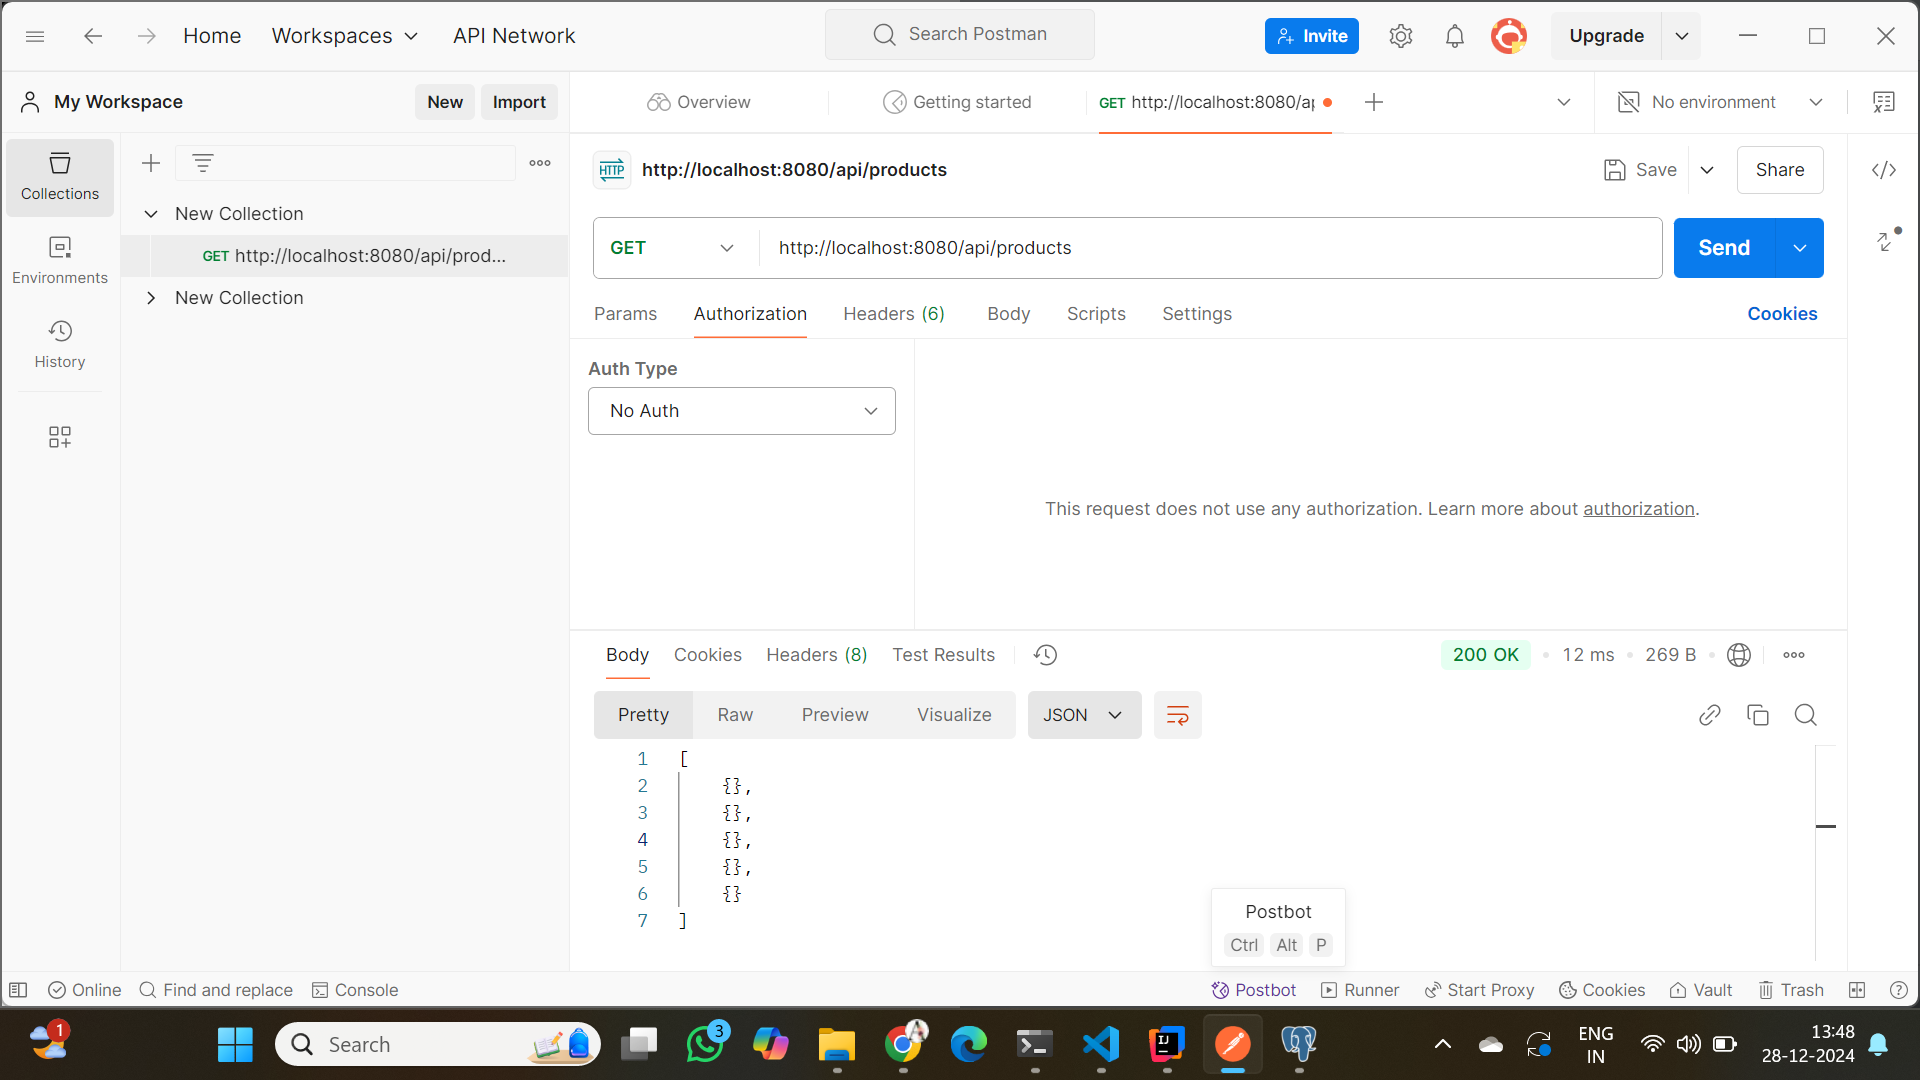 Home
Workspaces
API Network
Search Postman
Invite
Upgrade
My Workspace
New
Import
Overview
Getting started
GET http://localhost:8080/ap
No environment
Collections
Environments
History
New Collection
GET http://localhost:8080/api/prod...
New Collection
HTTP
http://localhost:8080/api/products
Save
Share
GET
http://localhost:8080/api/products
Send
Params
Authorization
Headers (6)
Body
Scripts
Settings
Cookies
Auth Type
No Auth
This request does not use any authorization. Learn more about authorization.
Body
Cookies
Headers (8)
Test Results
200 OK
12 ms
269 B
Pretty
Raw
Preview
Visualize
JSON
1 [
2 {},
3 {},
4 {},
5 {},
6 {}
7 ]
Postbot
Ctrl Alt P
Online
Find and replace
Console
Postbot
Runner
Start Proxy
Cookies
Vault
Trash
1
Search
3
IJ
ENG
IN
13:48
28-12-2024